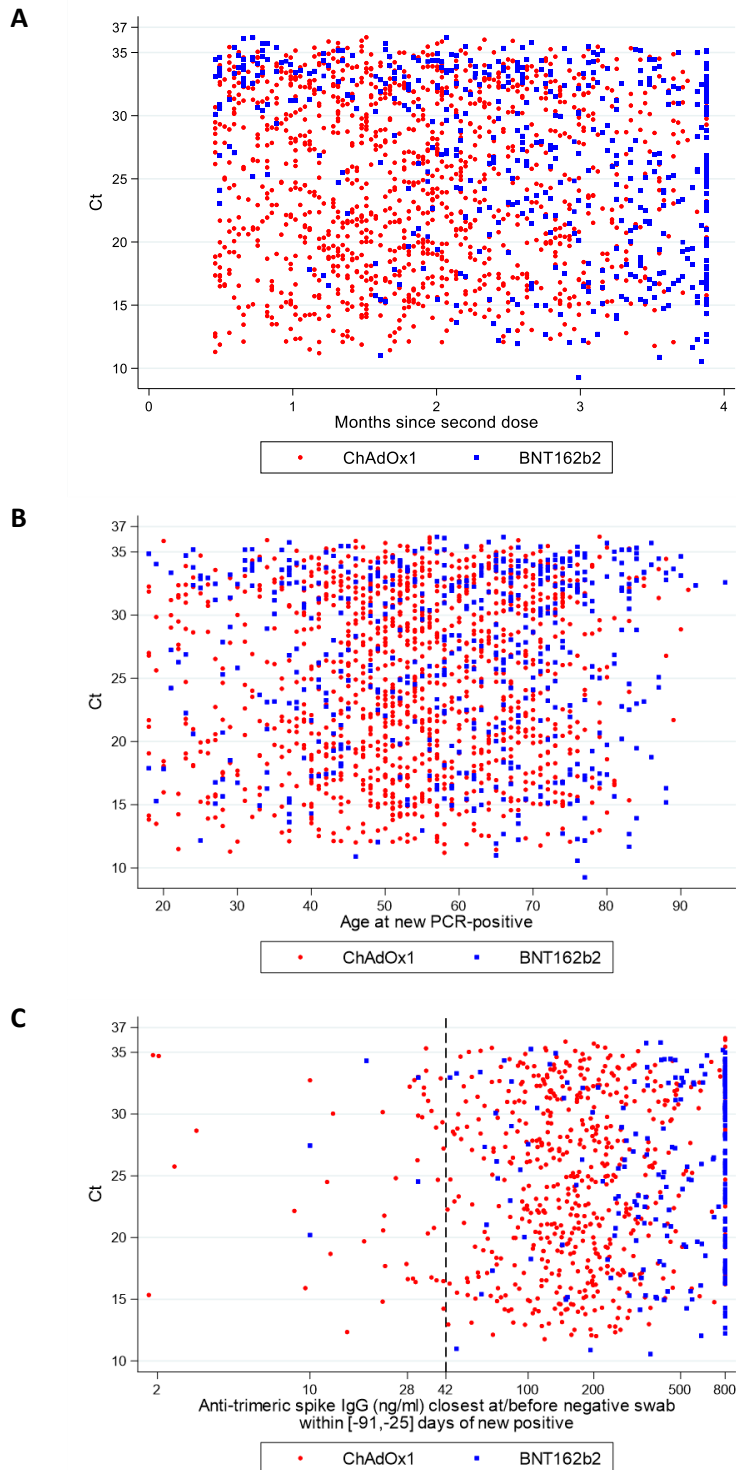 A
37
35
30
25
20
15
10
Ct
0 1 2 3 4
Months since second dose
ChAdOx1 BNT162b2
B
37
35
30
25
20
15
10
Ct
20 30 40 50 60 70 80 90
Age at new PCR-positive
ChAdOx1 BNT162b2
C
37
35
30
25
20
15
10
Ct
2 10 28 42 100 200 500 800
Anti-trimeric spike IgG (ng/ml) closest at/before negative swab
within [-91,-25] days of new positive
ChAdOx1 BNT162b2